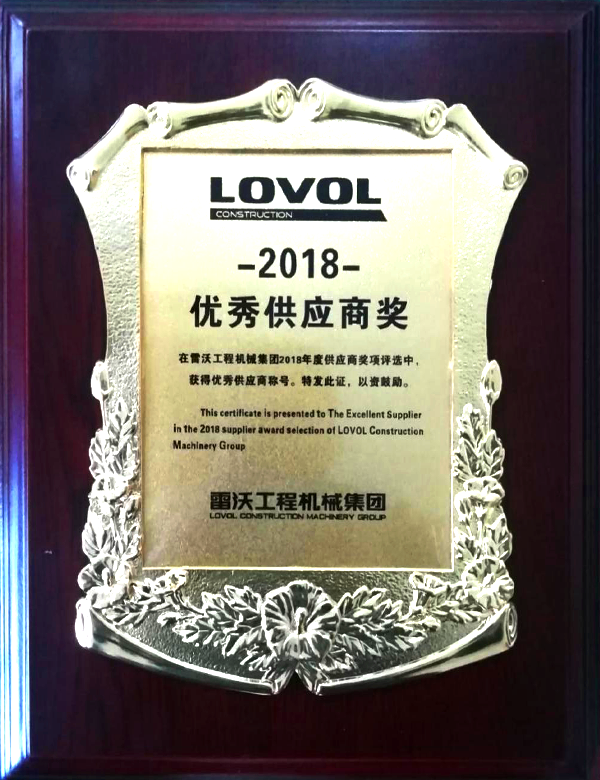 LOVOL
CONSTRUCTION
-2018-
优秀供应商奖
在雷沃工程机械集团2018年度供应商奖项评选中，
获得优秀供应商称号。特发此证，以资鼓励。
This certificate is presented to The Excellent Supplier
in the 2018 supplier award selection of LOVOL Construction
Machinery Group
雷沃工程机械集团
LOVOL CONSTRUCTION MACHINERY GROUP